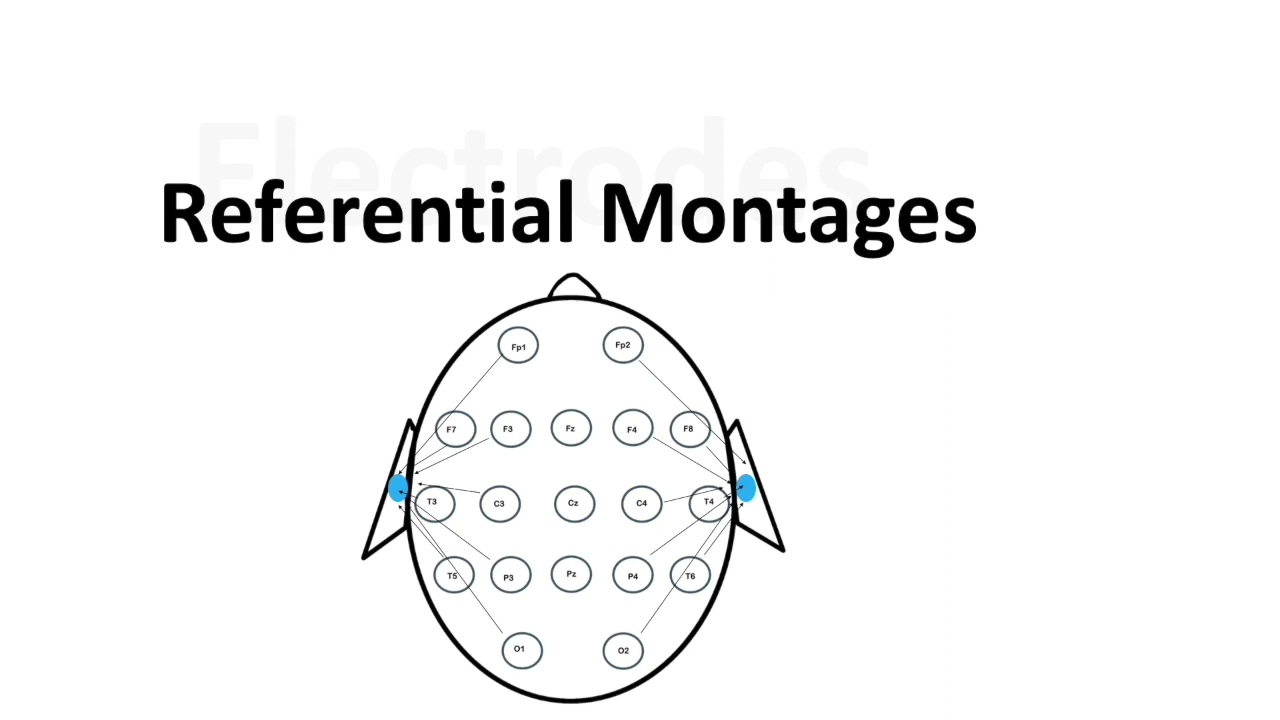 Electrodes
Referential Montages
Fp1 Fp2
F7 F3 Fz F4 F8
T3 C3 Cz C4 T4
T5 P3 Pz P4 T6
O1 O2